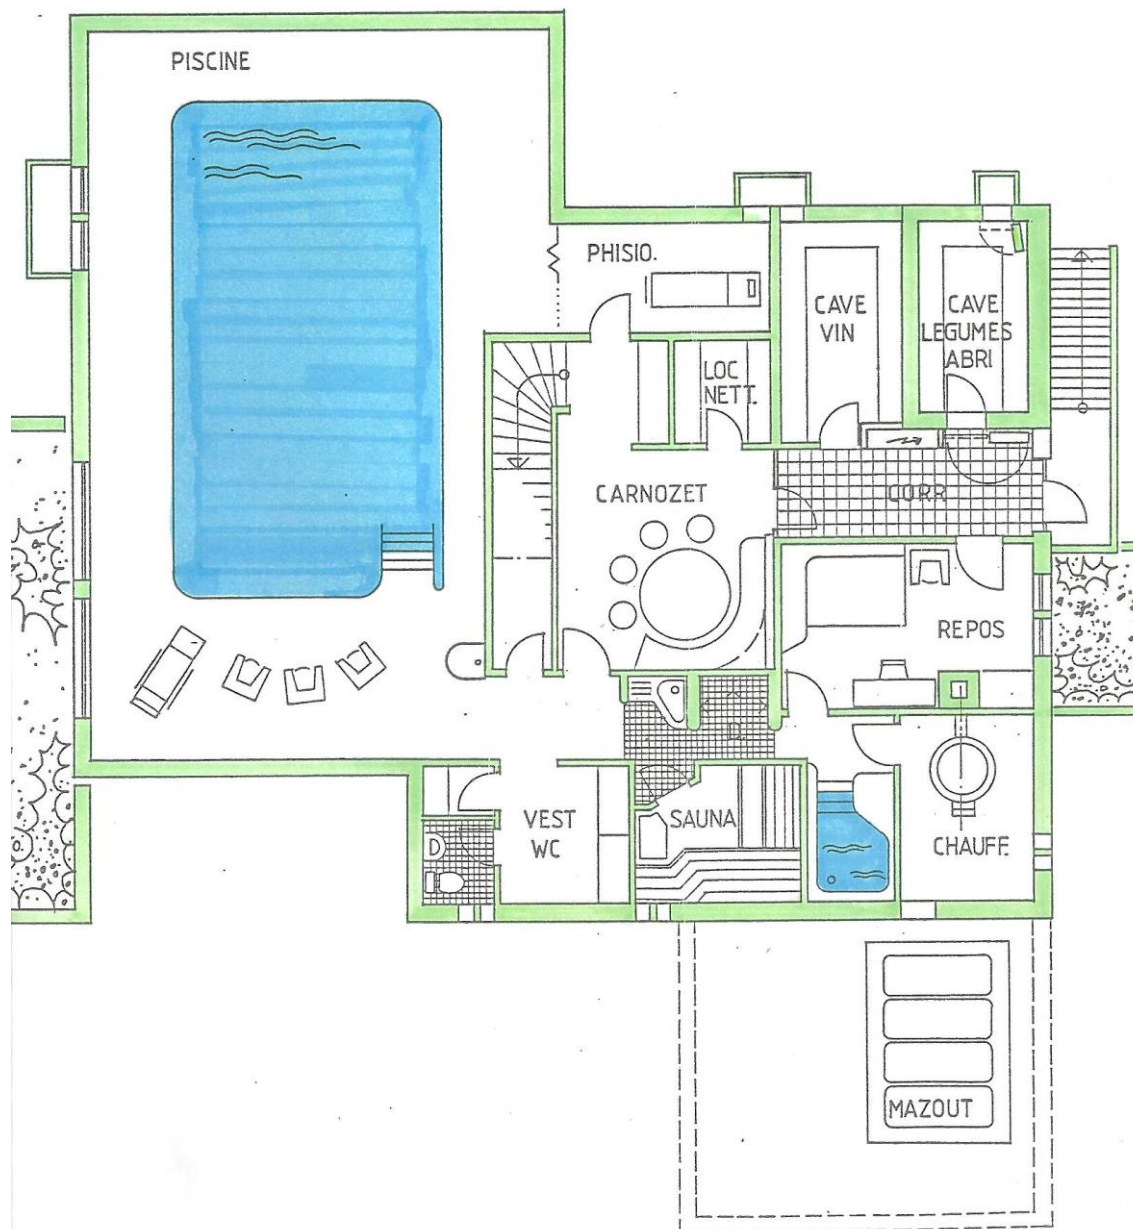 PISCINE
PHISIO.
CAVE
VIN
CAVE
LEGUMES
ABRI
LOC
NETT.
CARNOZET
CORR
REPOS
VEST
WC
SAUNA
CHAUFF.
MAZOUT